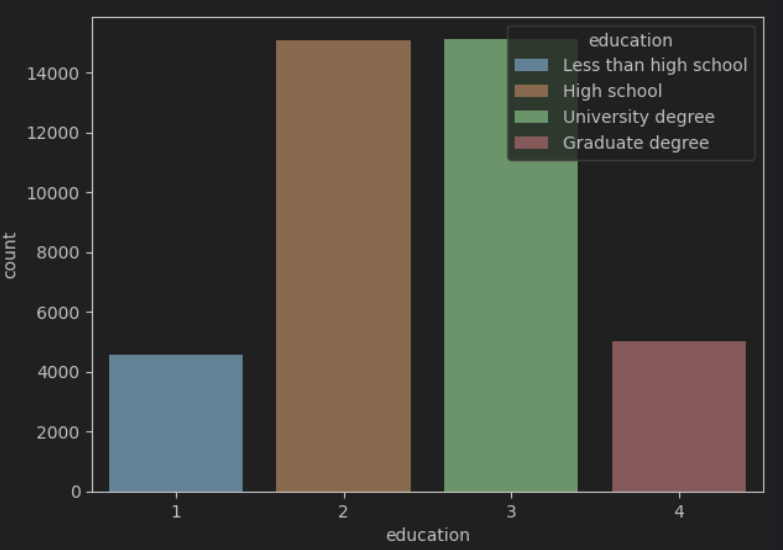 education
Less than high school
High school
University degree
Graduate degree
14000
12000
10000
8000
6000
4000
2000
0
count
1 2 3 4
education